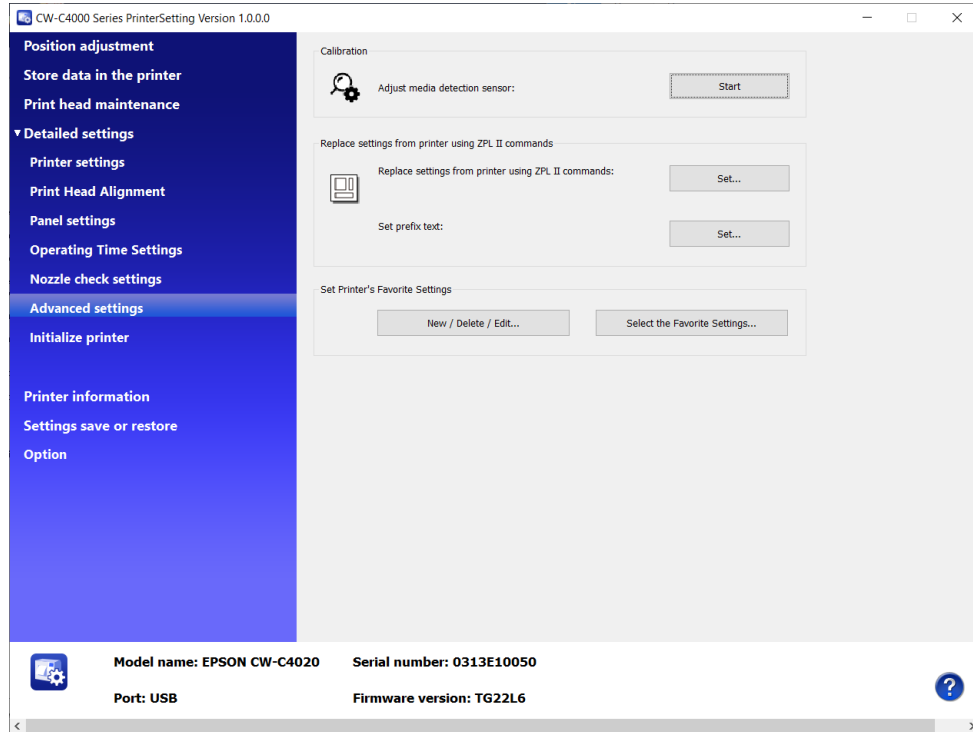 CW-C4000 Series PrinterSetting Version 1.0.0.0
Position adjustment
Store data in the printer
Print head maintenance
Detailed settings
Printer settings
Print Head Alignment
Panel settings
Operating Time Settings
Nozzle check settings
Advanced settings
Initialize printer
Printer information
Settings save or restore
Option
Calibration
Adjust media detection sensor:
Start
Replace settings from printer using ZPL II commands
Replace settings from printer using ZPL II commands:
Set...
Set prefix text:
Set...
Set Printer's Favorite Settings
New / Delete / Edit...
Select the Favorite Settings...
Model name: EPSON CW-C4020
Serial number: 0313E10050
Port: USB
Firmware version: TG22L6
?